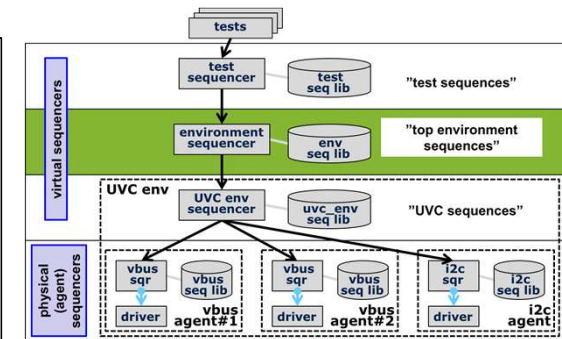 tests
test
sequencer
test
seq lib
"test sequences"
virtual sequencers
environment
sequencer
env
seq lib
"top environment
sequences"
UVC env
UVC env
sequencer
uvc_env
seq lib
"UVC sequences"
physical
(agent)
sequencers
vbus
sqr
vbus
seq lib
driver
vbus
agent#1
vbus
sqr
vbus
seq lib
driver
vbus
agent#2
i2c
sqr
i2c
seq lib
driver
i2c
agent